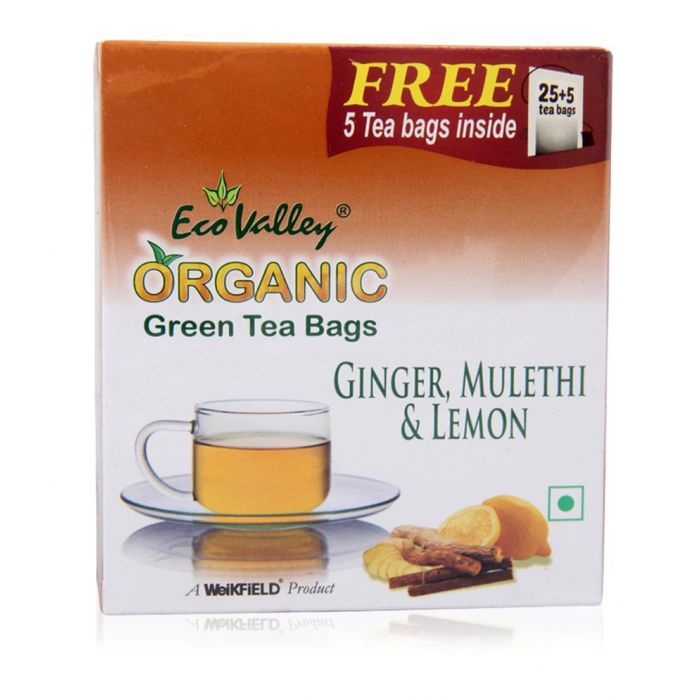 FREE
5 Tea bags inside
25+5
tea bags
Eco Valley®
ORGANIC
Green Tea Bags
GINGER, MULETHI
& LEMON
A WeiKFiELD® Product